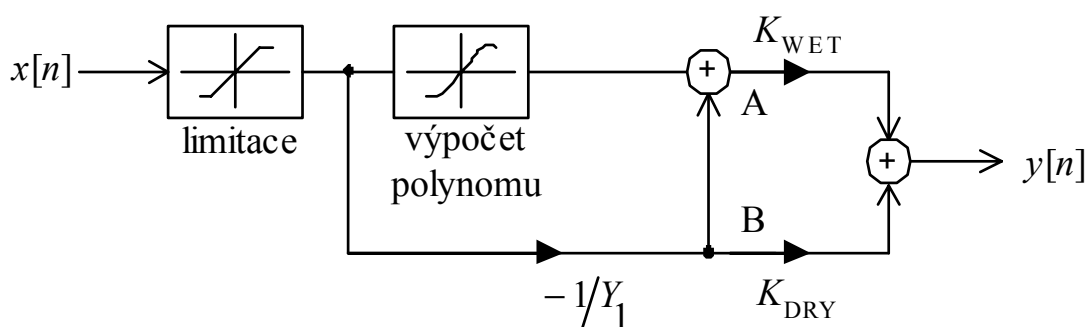 K_WET
x[n]
+
A
limitace
výpočet
polynomu
+
y[n]
B
− 1/Y_1
K_DRY